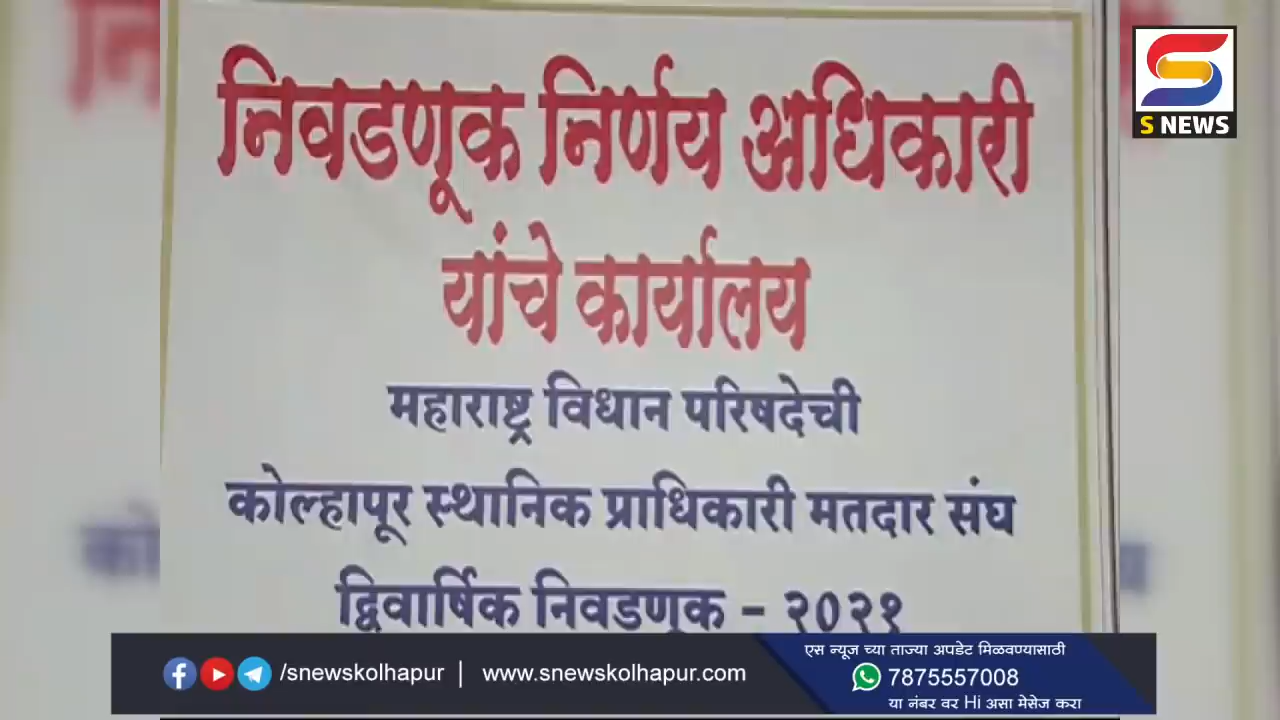 निवडणूक निर्णय अधिकारी
यांचे कार्यालय
महाराष्ट्र विधान परिषदेची
कोल्हापूर स्थानिक प्राधिकारी मतदार संघ
द्विवार्षिक निवडणूक - २०२१
S NEWS
/snewskolhapur | www.snewskolhapur.com
एस न्यूज च्या ताज्या अपडेट मिळवण्यासाठी
7875557008
या नंबर वर Hi असा मेसेज करा